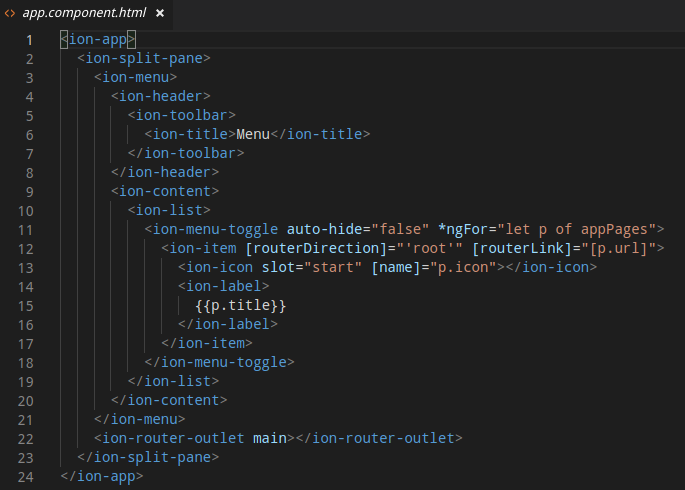 app.component.html ×
1 <ion-app>
2 <ion-split-pane>
3 <ion-menu>
4 <ion-header>
5 <ion-toolbar>
6 <ion-title>Menu</ion-title>
7 </ion-toolbar>
8 </ion-header>
9 <ion-content>
10 <ion-list>
11 <ion-menu-toggle auto-hide="false" *ngFor="let p of appPages">
12 <ion-item [routerDirection]="'root'" [routerLink]="[p.url]">
13 <ion-icon slot="start" [name]="p.icon"></ion-icon>
14 <ion-label>
15 {{p.title}}
16 </ion-label>
17 </ion-item>
18 </ion-menu-toggle>
19 </ion-list>
20 </ion-content>
21 </ion-menu>
22 <ion-router-outlet main></ion-router-outlet>
23 </ion-split-pane>
24 </ion-app>